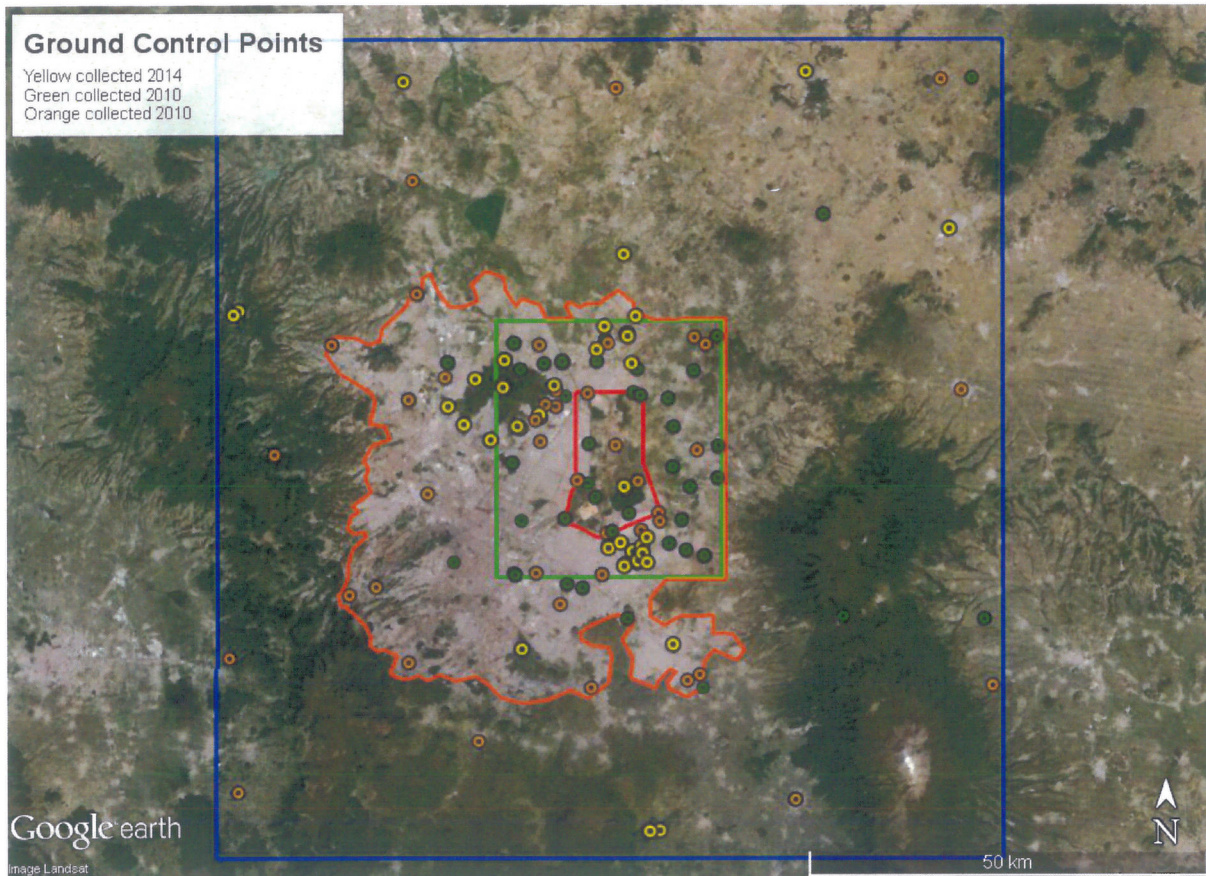 Ground Control Points
Yellow collected 2014
Green collected 2010
Orange collected 2010
Google earth
N
Image Landsat
50 km